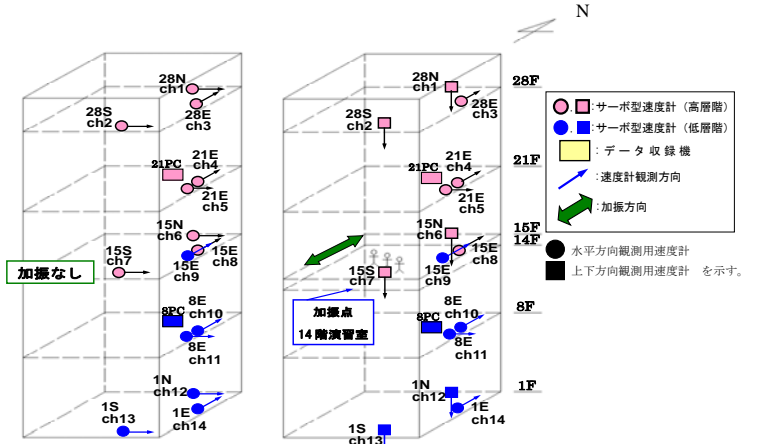 N
28N
ch1
28E
ch3
28S
ch2
21PC
21E
ch4
21E
ch5
15N
ch6
15E
ch8
15S
ch7
15E
ch9
加振なし
8PC
8E
ch10
8E
ch11
1N
ch12
1S
ch13
1E
ch14
28N
ch1
28E
ch3
28S
ch2
21PC
21E
ch4
21E
ch5
15N
ch6
15E
ch8
15S
ch7
15E
ch9
加振点
14階演習室
8PC
8E
ch10
8E
ch11
1N
ch12
1S
ch13
1E
ch14
28F
21F
15F
14F
8F
1F
, :サーボ型速度計(高層階)
, :サーボ型速度計(低層階)
:データ収録機
:速度計観測方向
:加振方向
水平方向観測用速度計
上下方向観測用速度計 を示す。